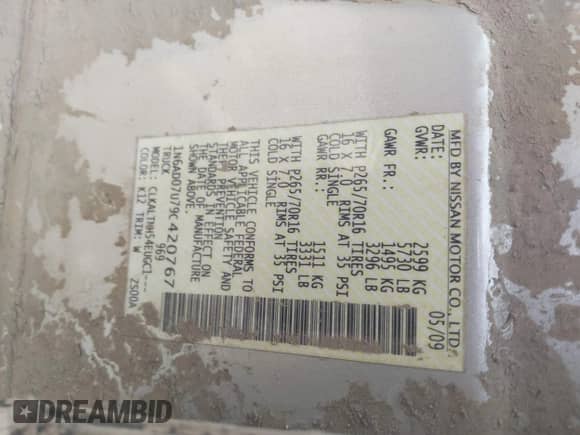 MFD BY NISSAN MOTOR CO., LTD.
05/09
GVWR: 2599 KG
5730 LB
GAWR FR.: 1495 KG
3296 LB
WITH P265/70R16 TIRES
16 X 7.0 RIMS AT 35 PSI
COLD SINGLE
GAWR RR.: 1511 KG
3331 LB
WITH P265/70R16 TIRES
16 X 7.0 RIMS AT 35 PSI
COLD SINGLE
THIS VEHICLE CONFORMS TO
ALL APPLICABLE FEDERAL
MOTOR VEHICLE SAFETY AND
THEFT PREVENTION
STANDARDS IN EFFECT ON
THE DATE OF MANUFACTURE
SHOWN ABOVE.
1N6AD07U79C420767
TRUCK 969
MODEL: CLKALTNH54EUGC1---
COLOR: K12 TRIM: W ZS00A
DREAMBID